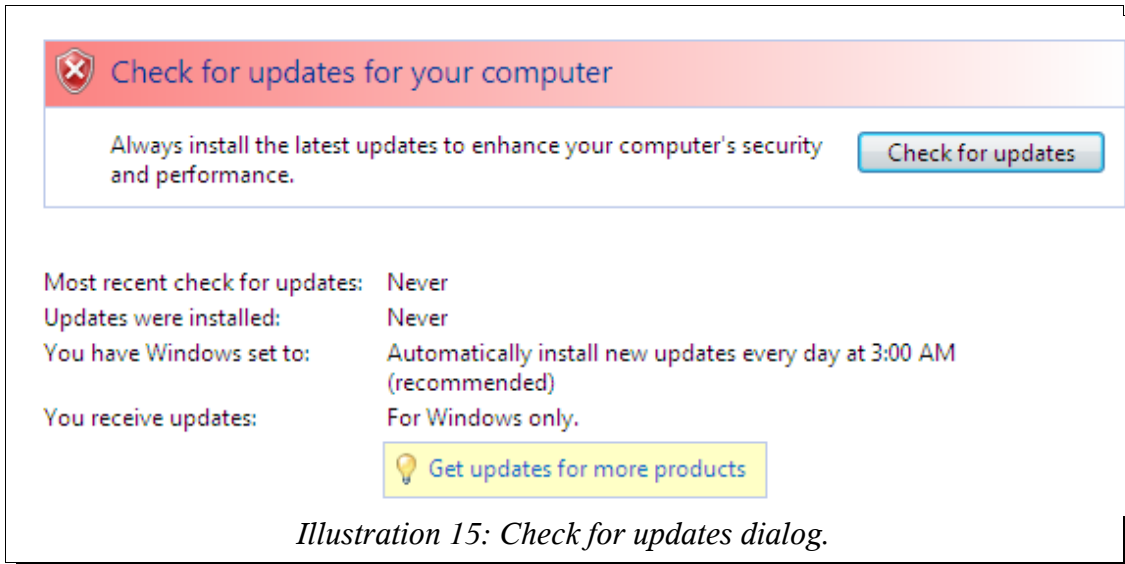 Check for updates for your computer
Always install the latest updates to enhance your computer's security
and performance.
Check for updates
Most recent check for updates: Never
Updates were installed: Never
You have Windows set to: Automatically install new updates every day at 3:00 AM
(recommended)
You receive updates: For Windows only.
Get updates for more products
Illustration 15: Check for updates dialog.